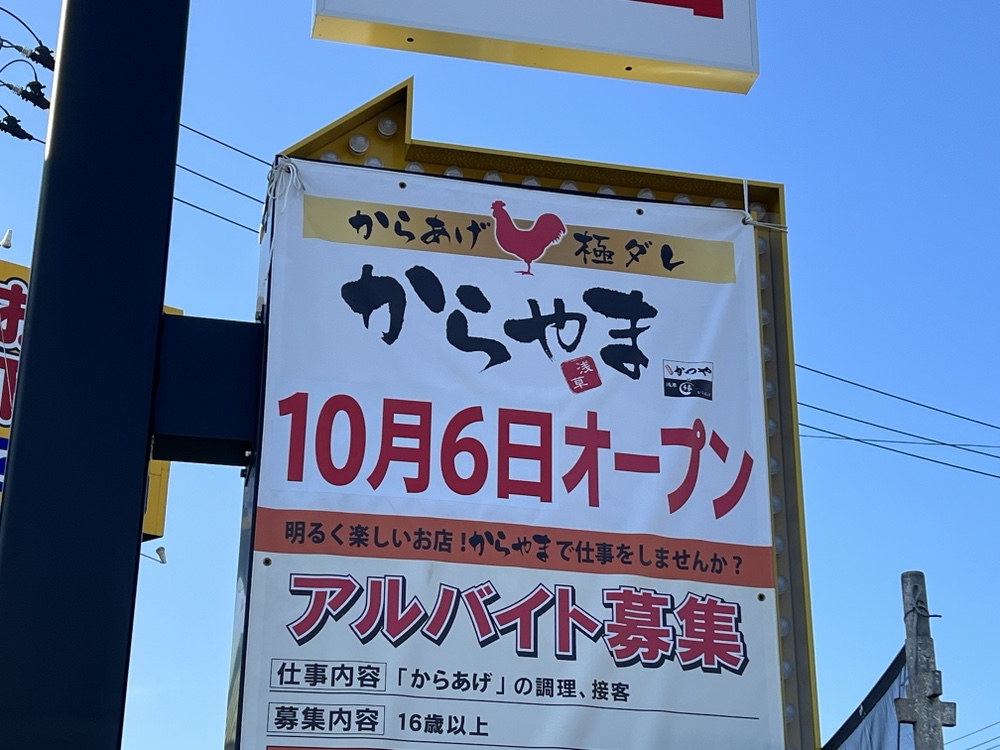 からあげ 極ダレ
からやま
浅草
かつや
10月6日オープン
明るく楽しいお店!からやまで仕事をしませんか?
アルバイト募集
仕事内容 「からあげ」の調理、接客
募集内容 16歳以上